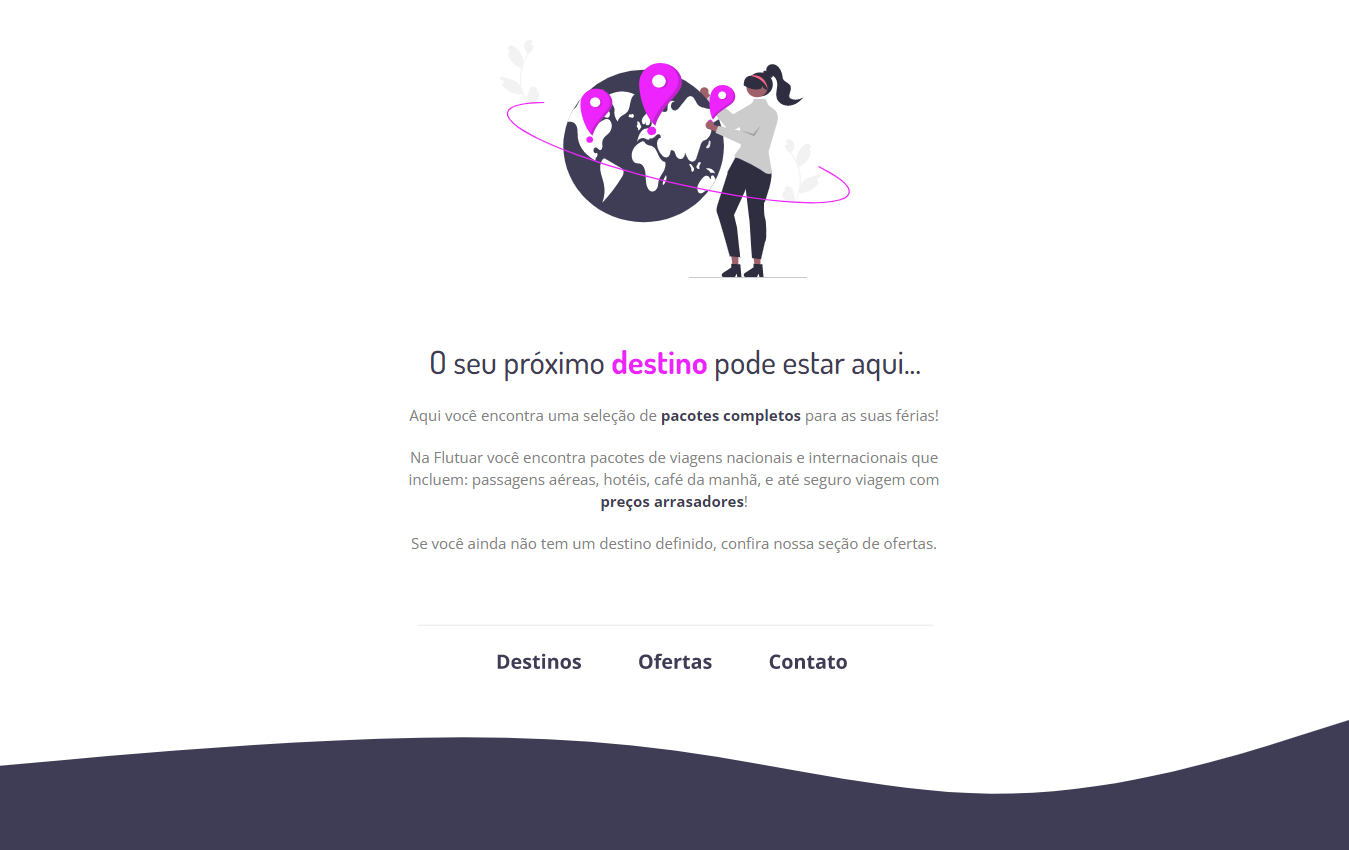 O seu próximo destino pode estar aqui...
Aqui você encontra uma seleção de pacotes completos para as suas férias!
Na Flutuar você encontra pacotes de viagens nacionais e internacionais que
incluem: passagens aéreas, hotéis, café da manhã, e até seguro viagem com
preços arrasadores!
Se você ainda não tem um destino definido, confira nossa seção de ofertas.
Destinos Ofertas Contato